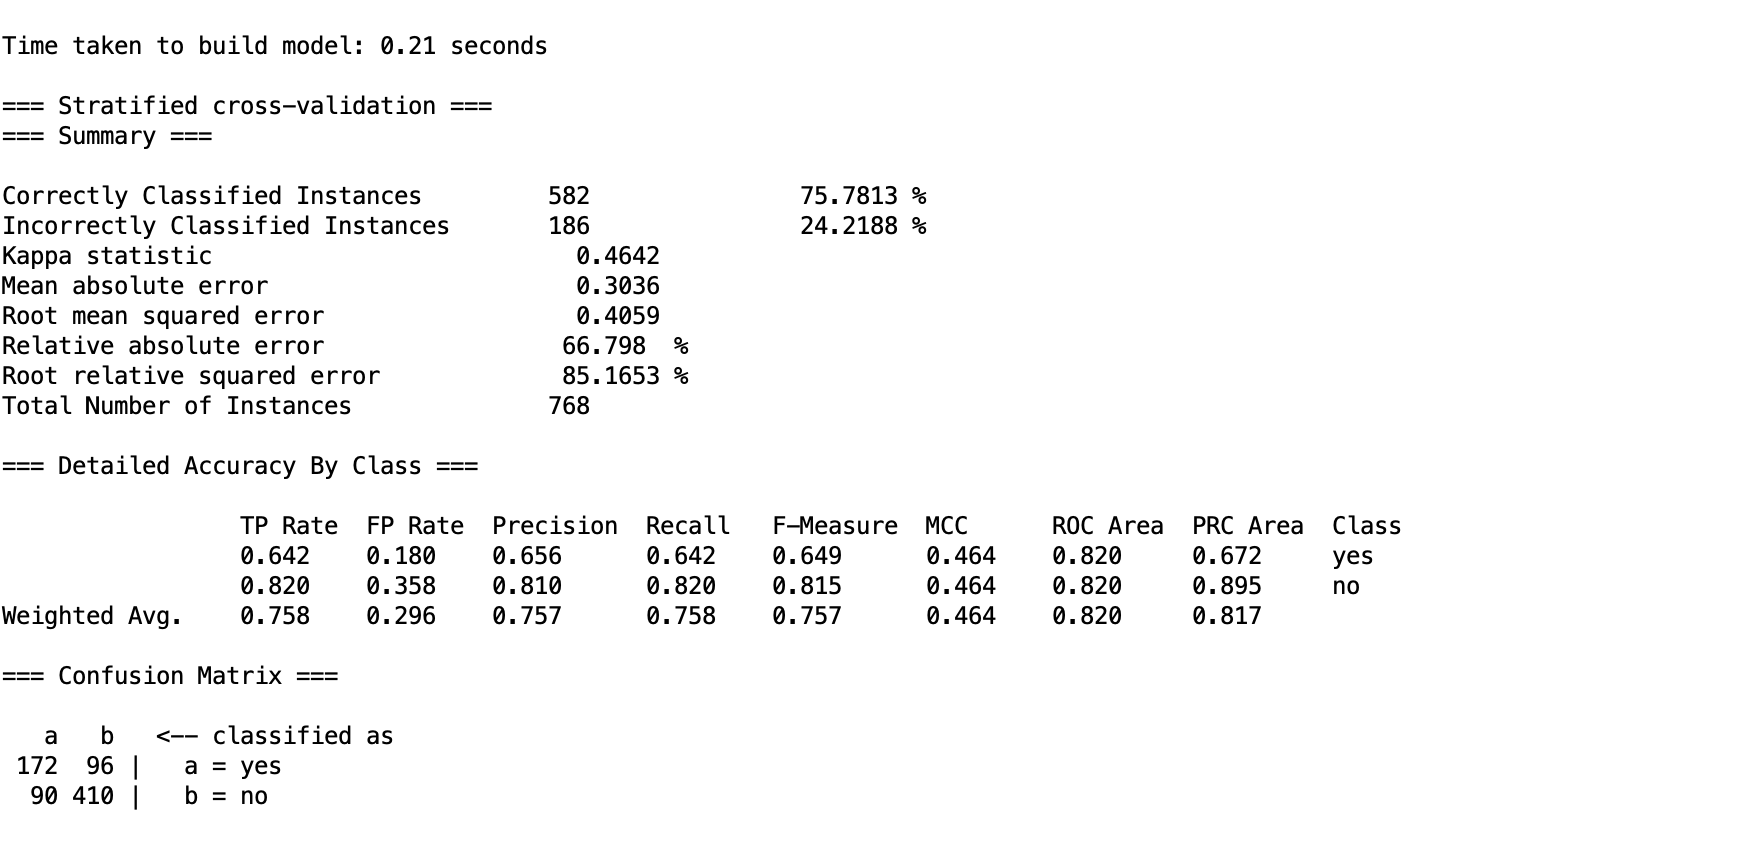 Time taken to build model: 0.21 seconds
=== Stratified cross-validation ===
=== Summary ===
Correctly Classified Instances         582               75.7813 %
Incorrectly Classified Instances       186               24.2188 %
Kappa statistic                          0.4642
Mean absolute error                      0.3036
Root mean squared error                  0.4059
Relative absolute error                 66.798  %
Root relative squared error             85.1653 %
Total Number of Instances              768
=== Detailed Accuracy By Class ===
                 TP Rate  FP Rate  Precision  Recall   F-Measure  MCC      ROC Area  PRC Area  Class
                 0.642    0.180    0.656      0.642    0.649      0.464    0.820     0.672     yes
                 0.820    0.358    0.810      0.820    0.815      0.464    0.820     0.895     no
Weighted Avg.    0.758    0.296    0.757      0.758    0.757      0.464    0.820     0.817
=== Confusion Matrix ===
   a   b   <-- classified as
 172  96 |   a = yes
  90 410 |   b = no